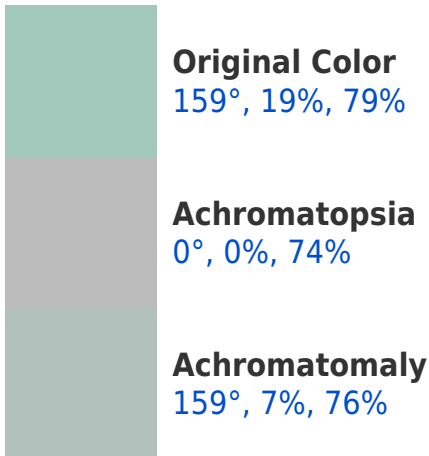 Original Color
159°, 19%, 79%
Achromatopsia
0°, 0%, 74%
Achromatomaly
159°, 7%, 76%